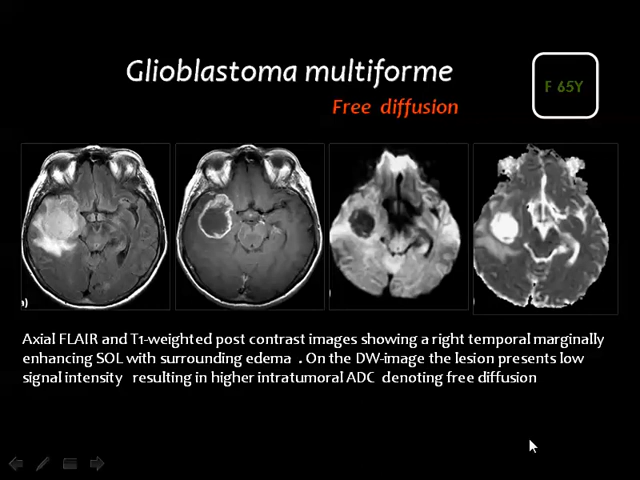 Glioblastoma multiforme
F 65Y
Free diffusion
Axial FLAIR and T1-weighted post contrast images showing a right temporal marginally
enhancing SOL with surrounding edema . On the DW-image the lesion presents low
signal intensity resulting in higher intratumoral ADC denoting free diffusion